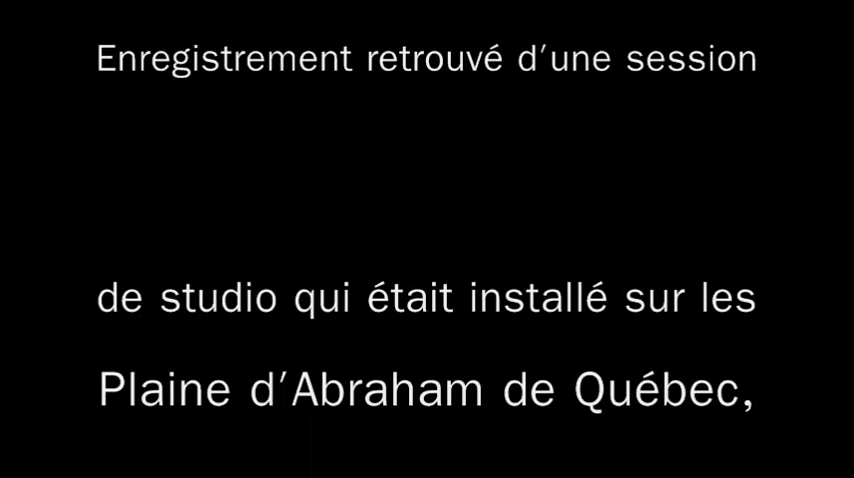 Enregistrement retrouvé d'une session
de studio qui était installé sur les
Plaine d'Abraham de Québec,